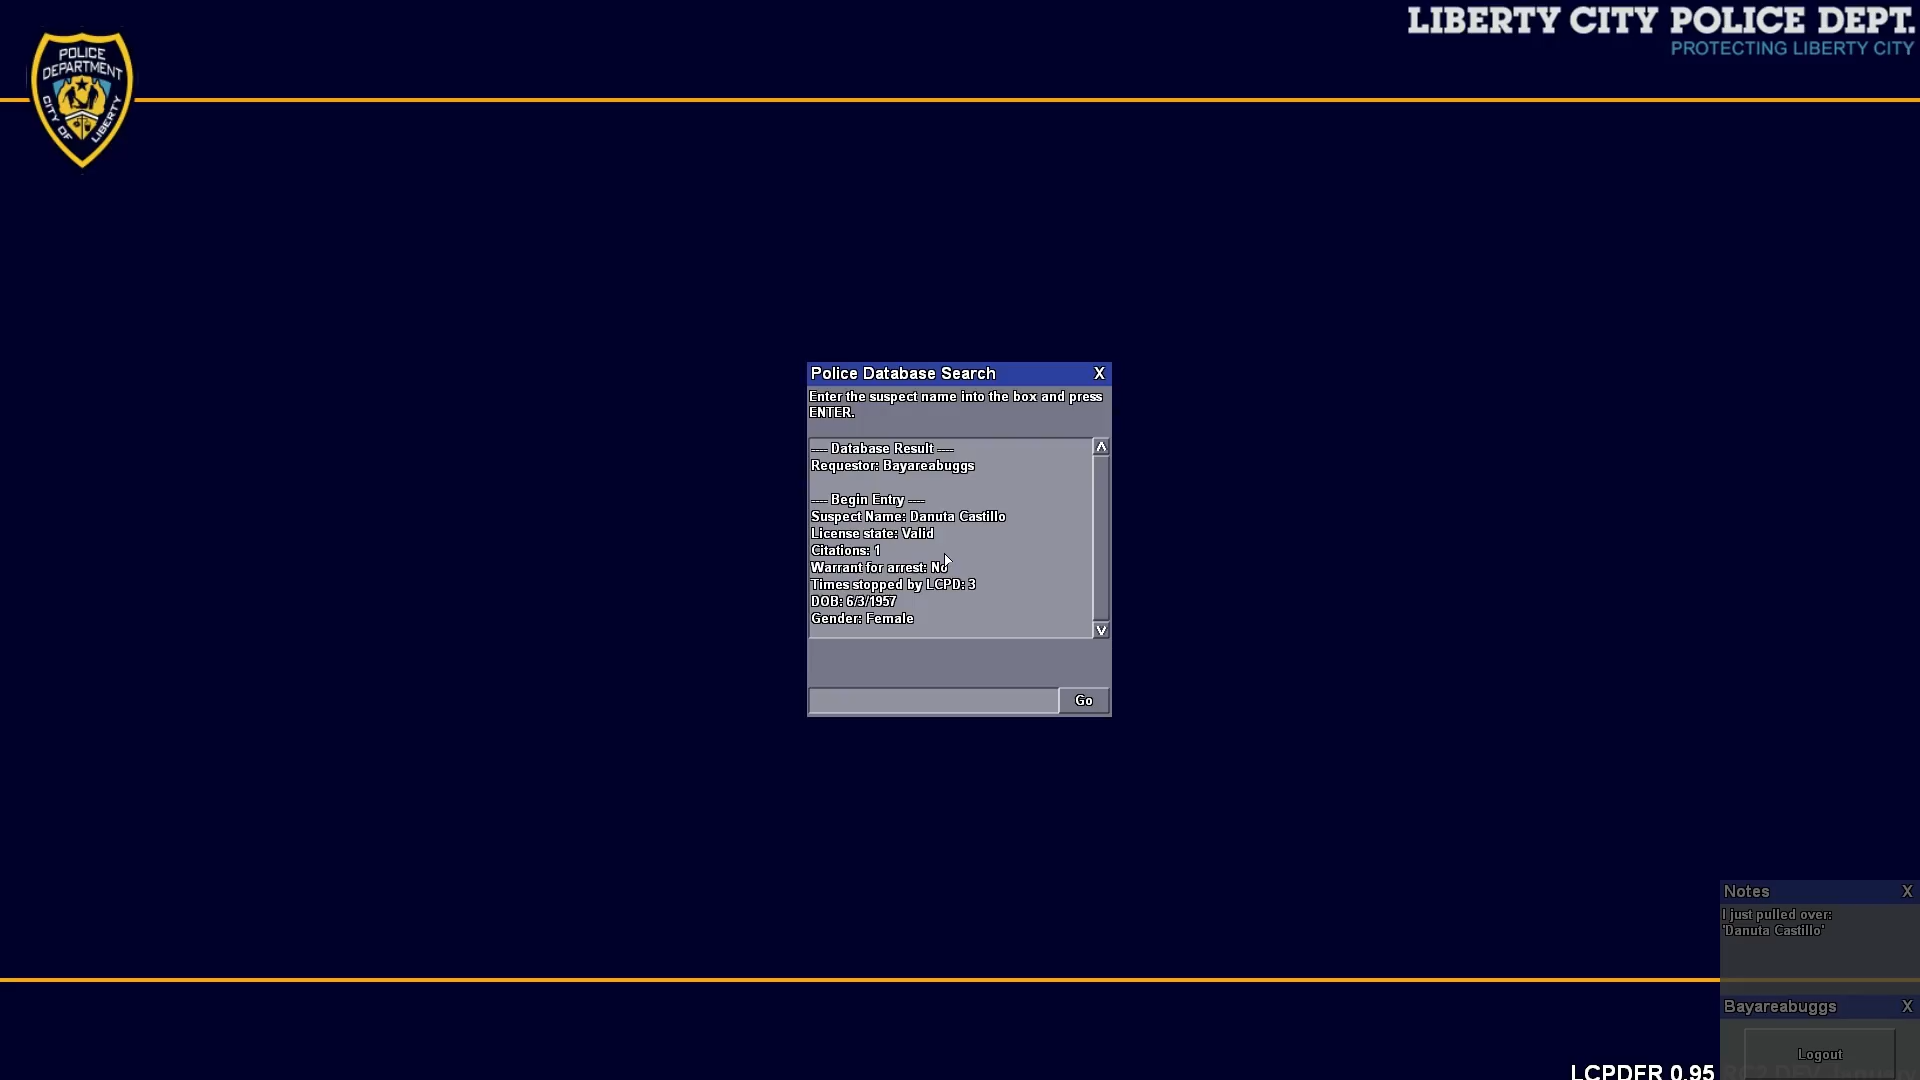 LIBERTY CITY POLICE DEPT.
PROTECTING LIBERTY CITY
POLICE
DEPARTMENT
CITY OF LIBERTY
Police Database Search X
Enter the suspect name into the box and press
ENTER.
---- Database Result ----
Requestor: Bayareabuggs
---- Begin Entry ----
Suspect Name: Danuta Castillo
License state: Valid
Citations: 1
Warrant for arrest: No
Times stopped by LCPD: 3
DOB: 6/3/1957
Gender: Female
Go
Notes X
I just pulled over:
'Danuta Castillo'
Bayareabuggs X
Logout
LCPDFR 0.95 RC2 DEV January